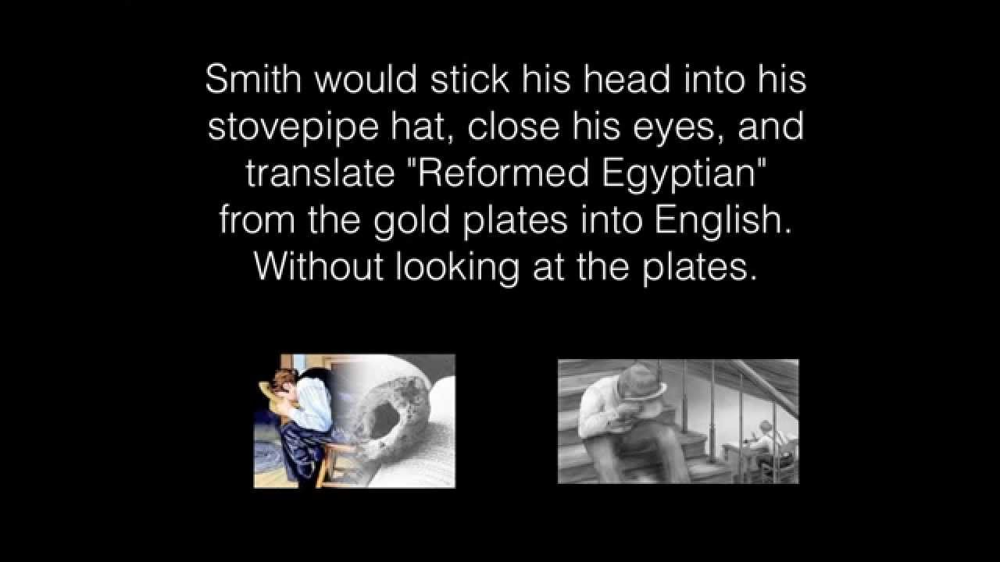 Smith would stick his head into his
stovepipe hat, close his eyes, and
translate "Reformed Egyptian"
from the gold plates into English.
Without looking at the plates.